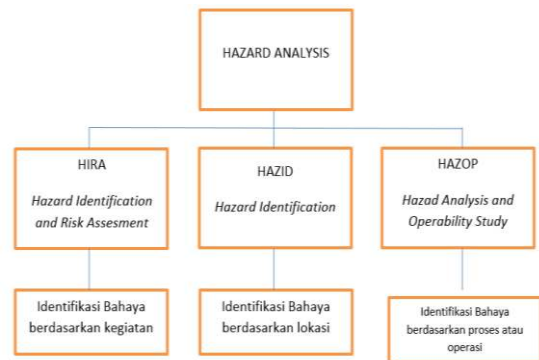 HAZARD ANALYSIS
HIRA
Hazard Identification
and Risk Assesment
HAZID
Hazard Identification
HAZOP
Hazad Analysis and
Operability Study
Identifikasi Bahaya
berdasarkan kegiatan
Identifikasi Bahaya
berdasarkan lokasi
Identifikasi Bahaya
berdasarkan proses atau
operasi